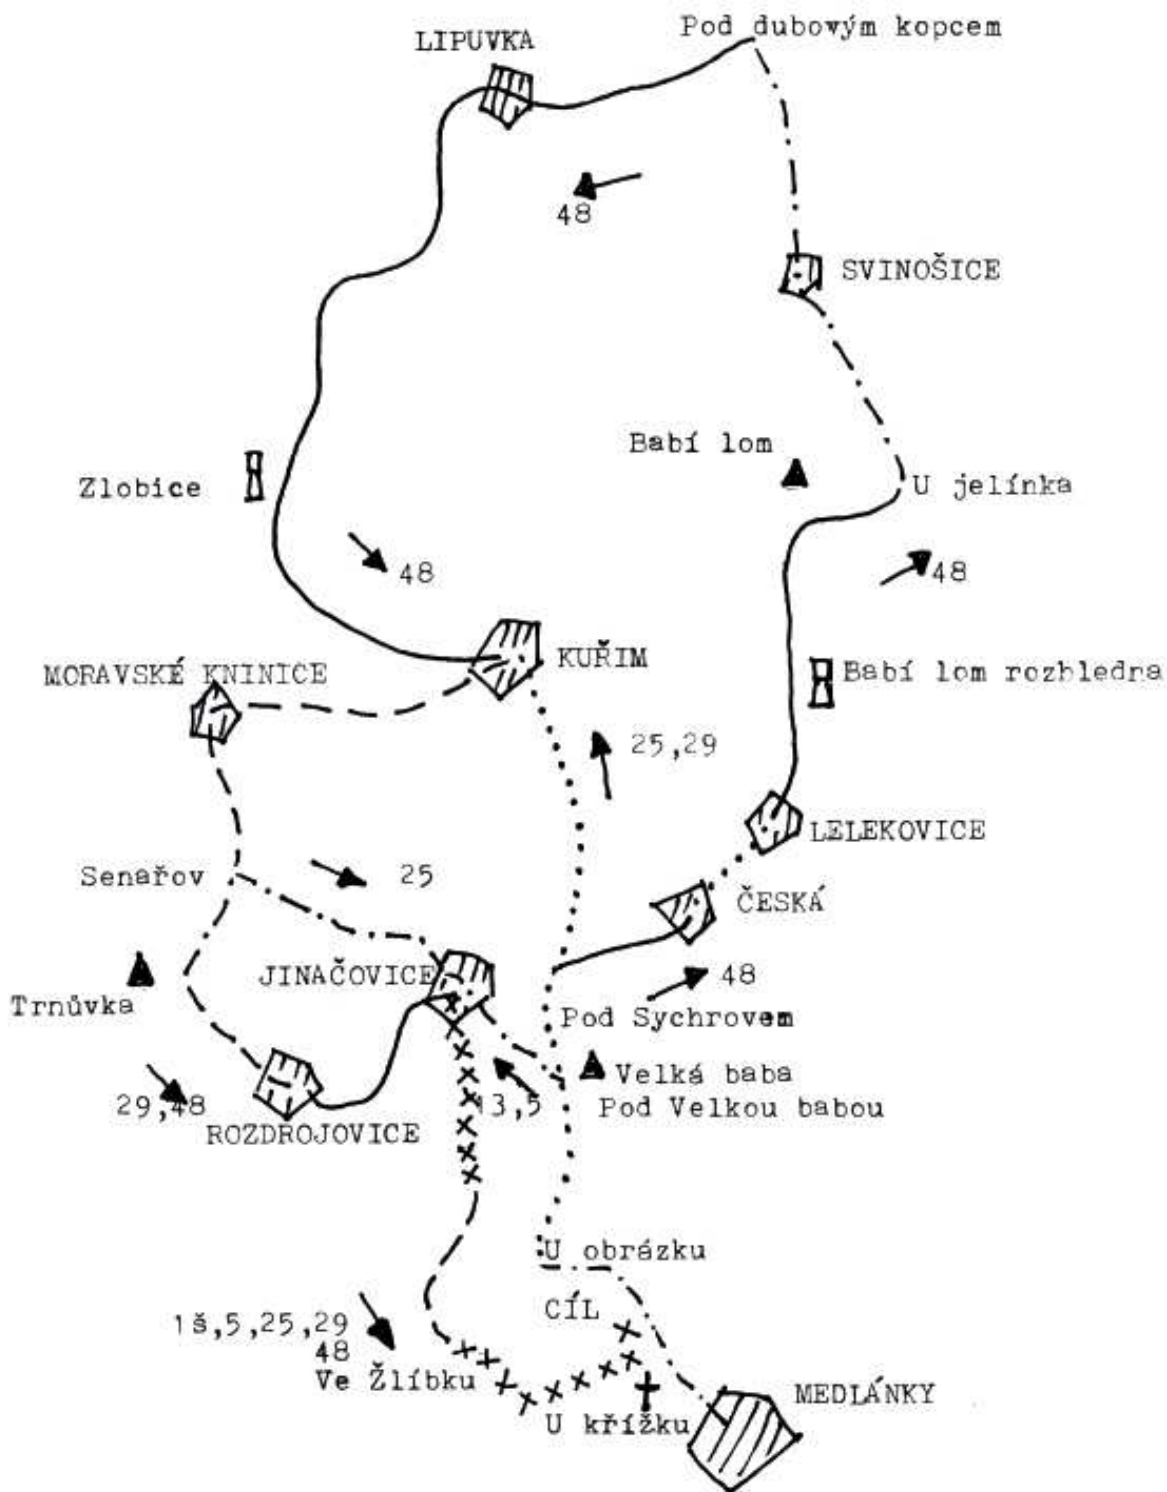 Pod dubovým kopcem
LIPUVKA
48
SVINOŠICE
Babí lom
U jelínka
Zlobice
48
48
KUŘIM
Babí lom rozhledna
MORAVSKÉ KNINICE
25,29
LELEKOVICE
Senařov
25
ČESKÁ
JINAČOVICE
48
Trnůvka
Pod Sychrovem
Velká baba
29,48
13,5
Pod Velkou babou
ROZDROJOVICE
U obrázku
CÍL
1š,5,25,29
48
Ve Žlíbku
MEDLÁNKY
U křížku